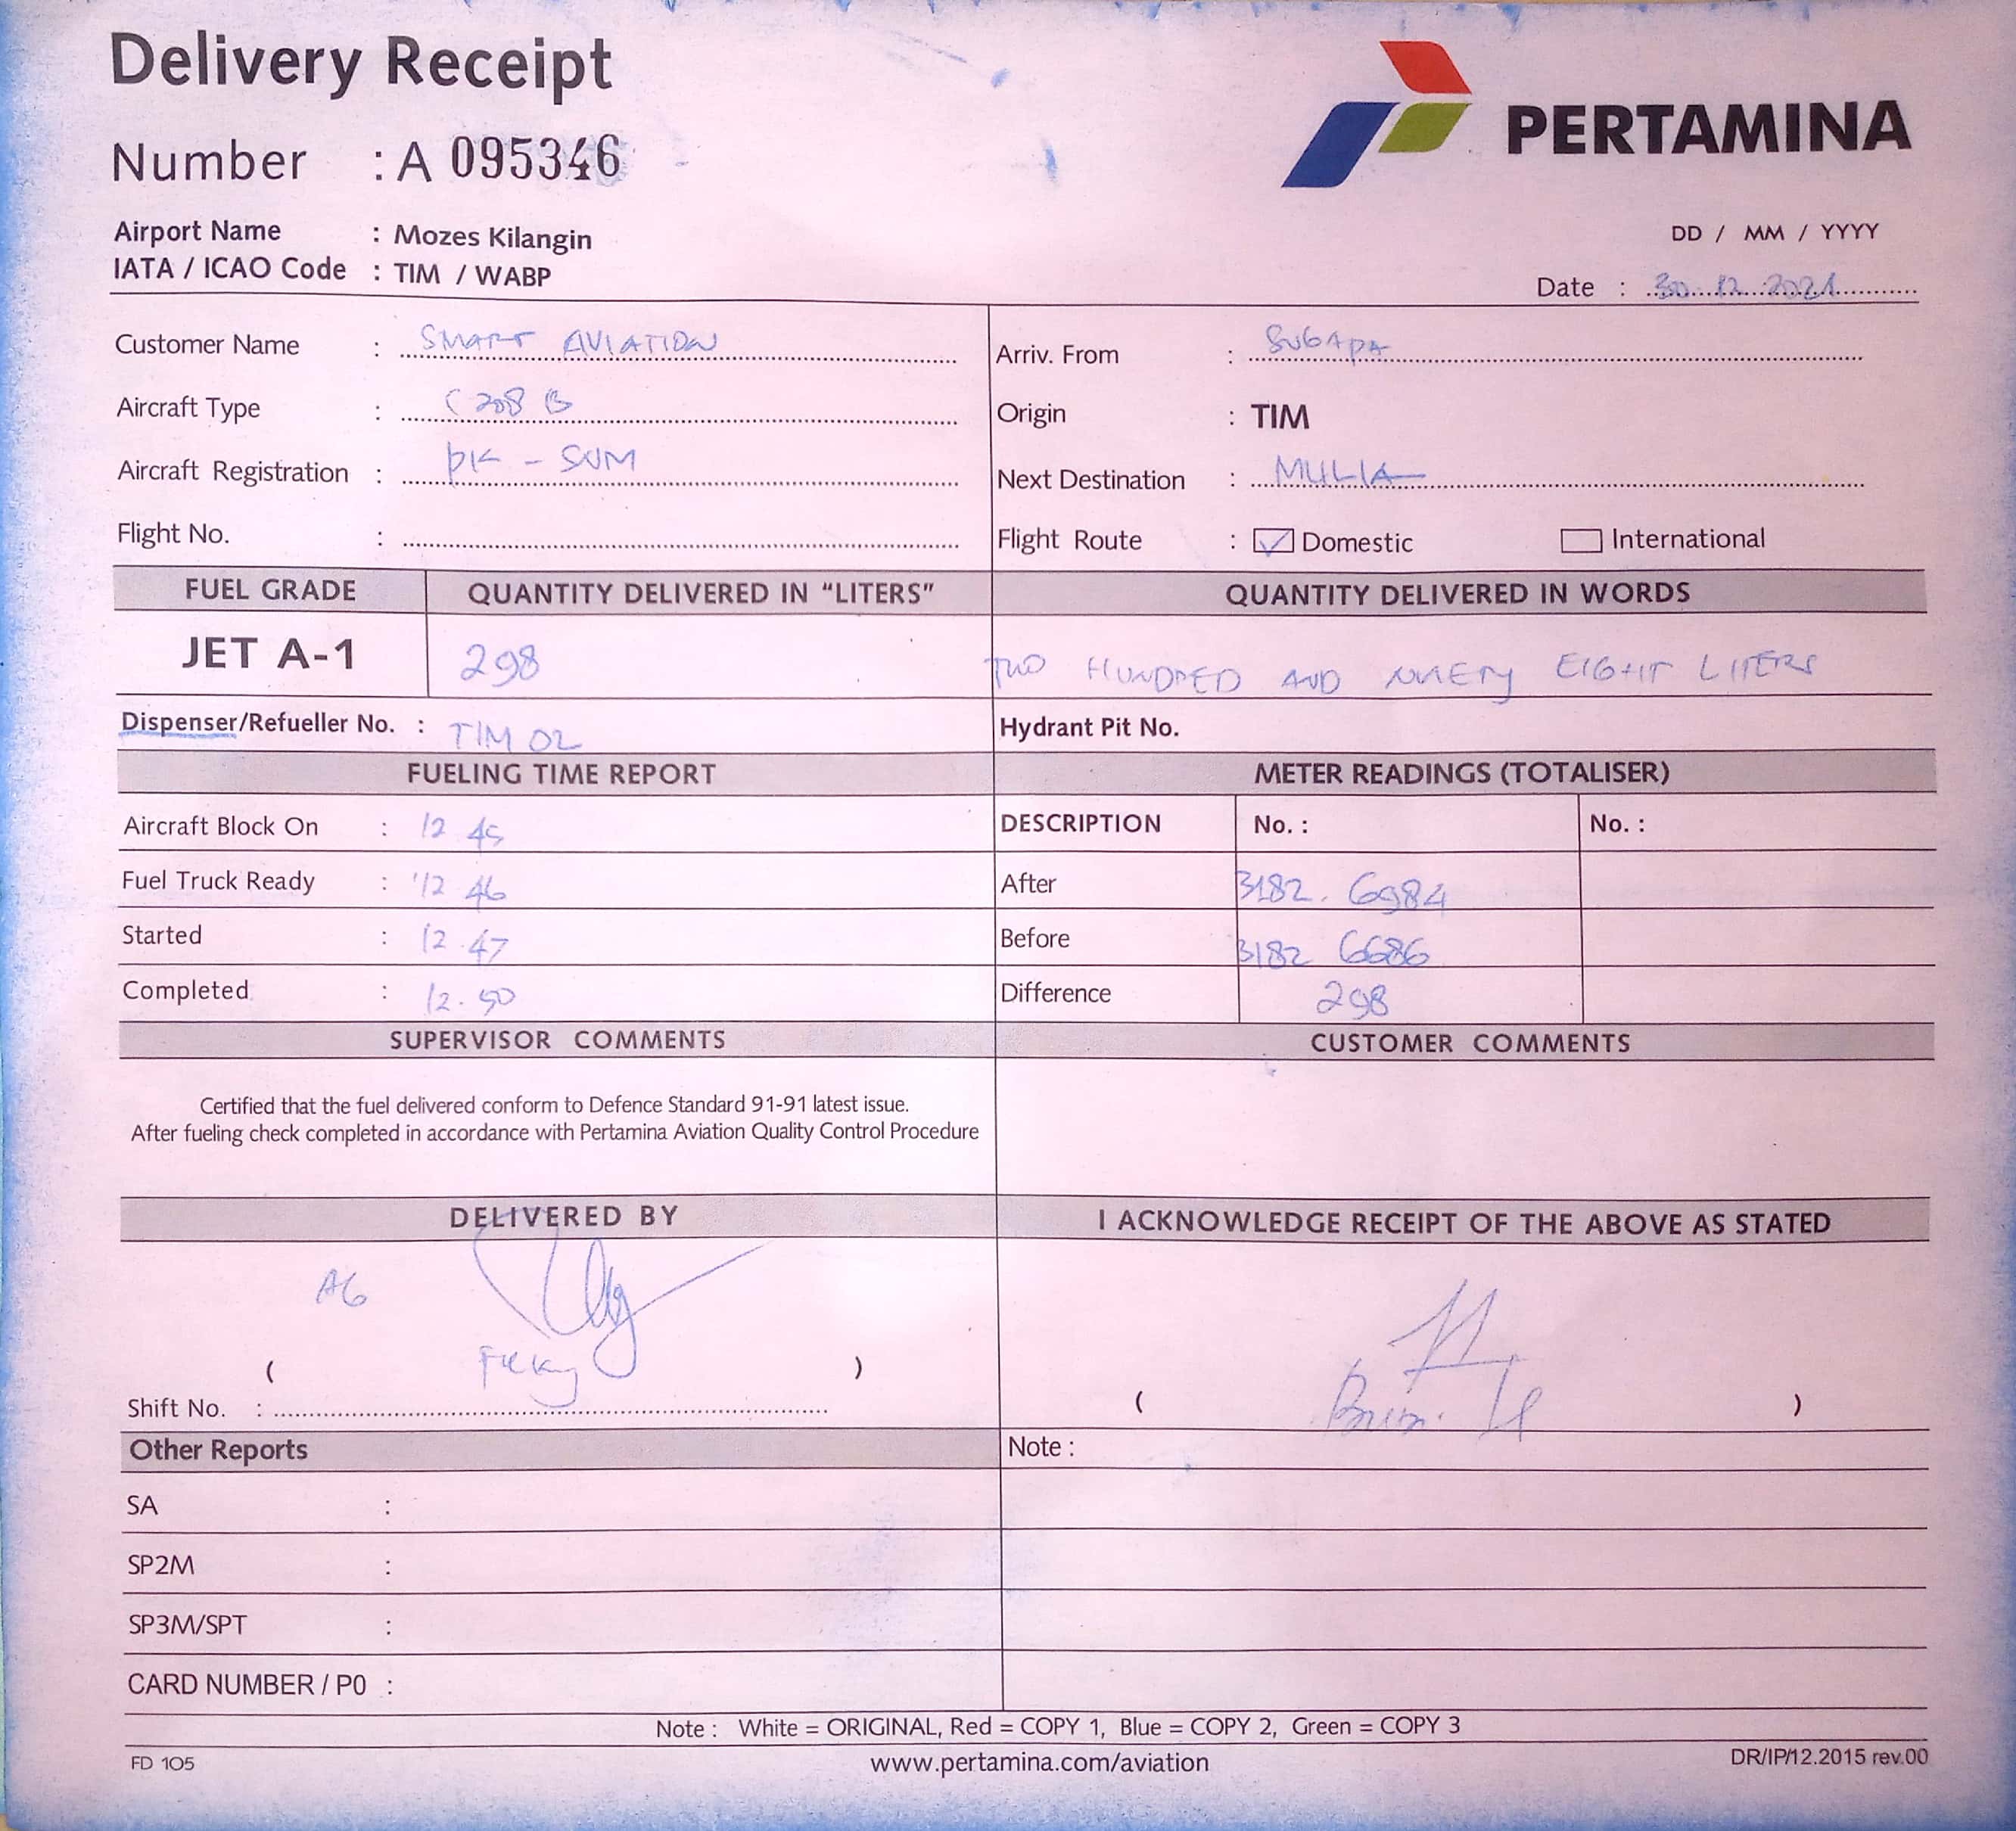 Delivery Receipt
Number : A 095346
PERTAMINA
Airport Name : Mozes Kilangin
IATA / ICAO Code : TIM / WABP
DD / MM / YYYY
Date : 30. 12. 2021
Customer Name : SMART AVIATION
Aircraft Type : C 208 B
Aircraft Registration : PK - SUM
Flight No. :
Arriv. From : SUGAPA
Origin : TIM
Next Destination : MULIA
Flight Route : Domestic International
FUEL GRADE QUANTITY DELIVERED IN “LITERS” QUANTITY DELIVERED IN WORDS
JET A-1 298 TWO HUNDRED AND NINETY EIGHT LITERS
Dispenser/Refueller No. : TIM 02 Hydrant Pit No.
FUELING TIME REPORT METER READINGS (TOTALISER)
Aircraft Block On : 12 45 DESCRIPTION No. : No. :
Fuel Truck Ready : 12 46 After 3182. 6984
Started : 12 47 Before 3182 6686
Completed : 12.50 Difference 298
SUPERVISOR COMMENTS CUSTOMER COMMENTS
Certified that the fuel delivered conform to Defence Standard 91-91 latest issue.
After fueling check completed in accordance with Pertamina Aviation Quality Control Procedure
DELIVERED BY I ACKNOWLEDGE RECEIPT OF THE ABOVE AS STATED
A6
( )
Shift No. :
( )
Other Reports Note :
SA :
SP2M :
SP3M/SPT :
CARD NUMBER / P0 :
Note : White = ORIGINAL, Red = COPY 1, Blue = COPY 2, Green = COPY 3
FD 105 www.pertamina.com/aviation DR/IP/12.2015 rev.00